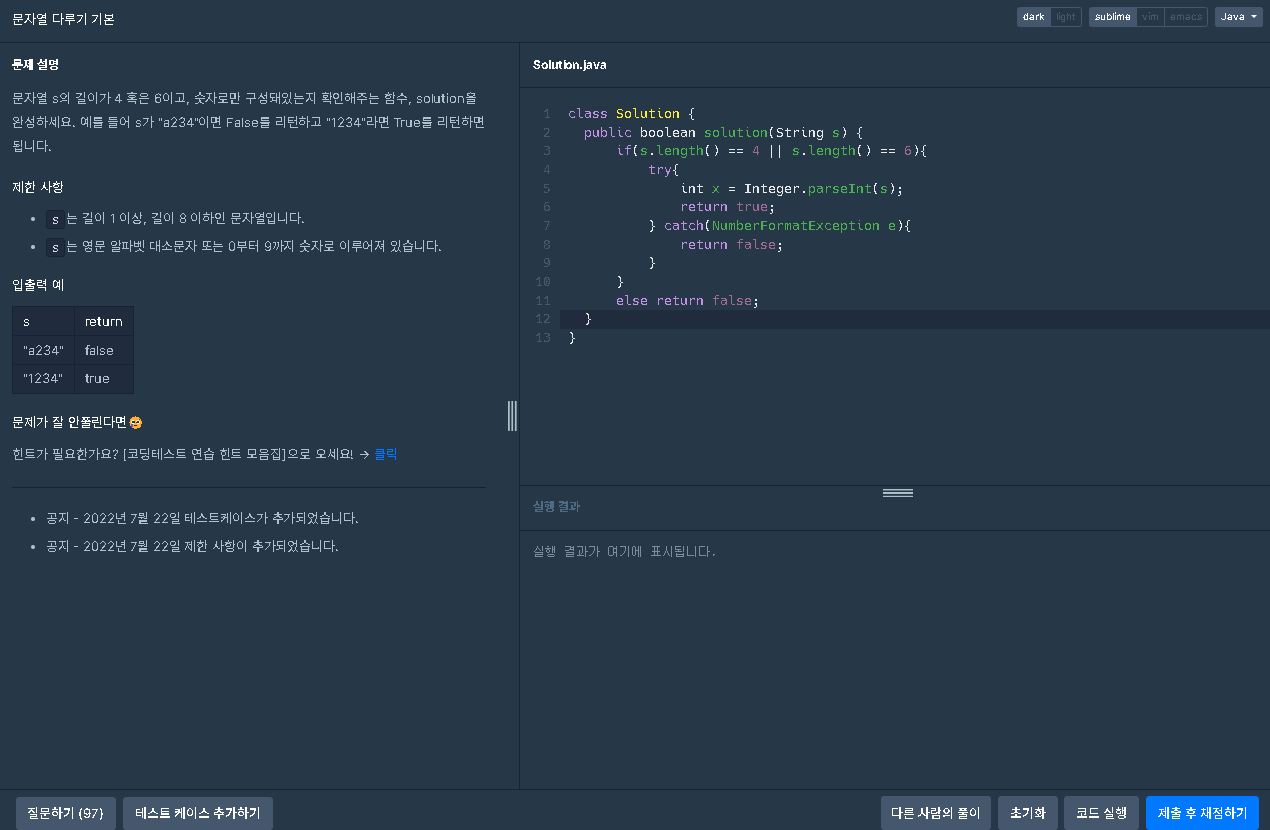 문자열 다루기 기본
dark light sublime vim emacs Java
문제 설명
문자열 s의 길이가 4 혹은 6이고, 숫자로만 구성돼있는지 확인해주는 함수, solution을
완성하세요. 예를 들어 s가 "a234"이면 False를 리턴하고 "1234"라면 True를 리턴하면
됩니다.
제한 사항
• s는 길이 1 이상, 길이 8 이하인 문자열입니다.
• s는 영문 알파벳 대소문자 또는 0부터 9까지 숫자로 이루어져 있습니다.
입출력 예
s return
"a234" false
"1234" true
문제가 잘 안풀린다면😢
힌트가 필요한가요? [코딩테스트 연습 힌트 모음집]으로 오세요! → 클릭
• 공지 - 2022년 7월 22일 테스트케이스가 추가되었습니다.
• 공지 - 2022년 7월 22일 제한 사항이 추가되었습니다.
Solution.java
1 class Solution {
2   public boolean solution(String s) {
3       if(s.length() == 4 || s.length() == 6){
4           try{
5               int x = Integer.parseInt(s);
6               return true;
7           } catch(NumberFormatException e){
8               return false;
9           }
10       }
11       else return false;
12   }
13 }
실행 결과
실행 결과가 여기에 표시됩니다.
질문하기 (97) 테스트 케이스 추가하기 다른 사람의 풀이 초기화 코드 실행 제출 후 채점하기